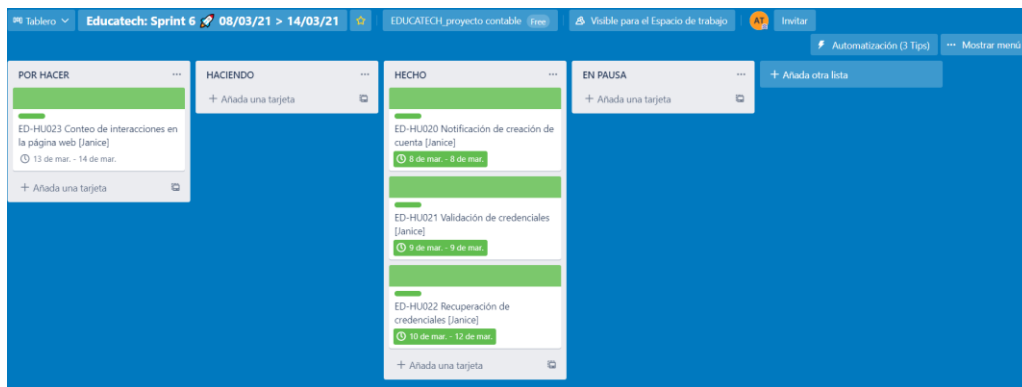 Tablero
Educatech: Sprint 6 🚀 08/03/21 > 14/03/21
EDUCATECH_proyecto contable Free
Visible para el Espacio de trabajo
AT
Invitar
Automatización (3 Tips)
··· Mostrar menú
POR HACER ···
ED-HU023 Conteo de interacciones en
la página web [Janice]
13 de mar. - 14 de mar.
+ Añada una tarjeta
HACIENDO ···
+ Añada una tarjeta
HECHO ···
ED-HU020 Notificación de creación de
cuenta [Janice]
8 de mar. - 8 de mar.
ED-HU021 Validación de credenciales
[Janice]
9 de mar. - 9 de mar.
ED-HU022 Recuperación de
credenciales [Janice]
10 de mar. - 12 de mar.
+ Añada una tarjeta
EN PAUSA ···
+ Añada una tarjeta
+ Añada otra lista